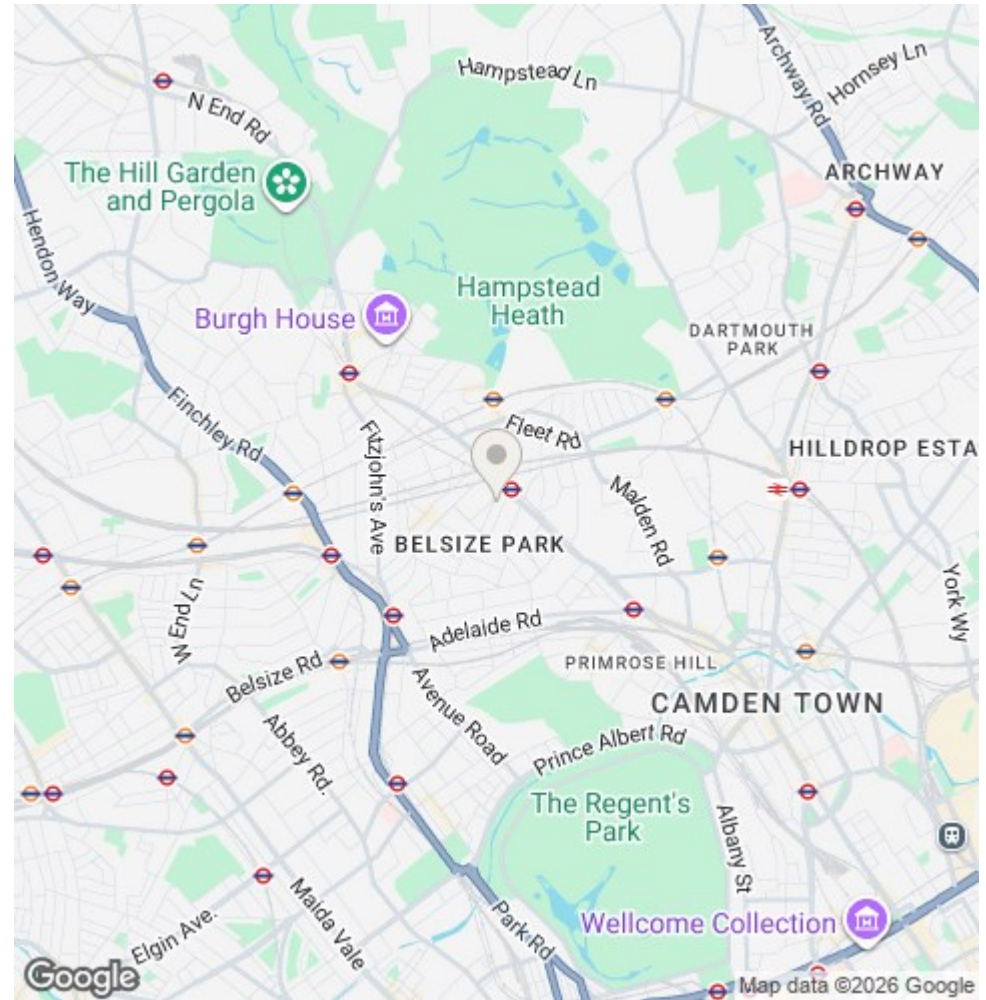 Hampstead Ln
Archway Rd
Hornsey Ln
N End Rd
The Hill Garden
and Pergola
ARCHWAY
Hendon Way
Hampstead
Heath
Burgh House
DARTMOUTH
PARK
Finchley Rd
Fitzjohn's Ave
Fleet Rd
HILLDROP ESTA
Malden Rd
BELSIZE PARK
W End Ln
York Wy
Adelaide Rd
Belsize Rd
PRIMROSE HILL
Avenue Road
CAMDEN TOWN
Abbey Rd.
Prince Albert Rd
The Regent's
Park
Albany St
Maida Vale
Elgin Ave.
Park Rd
Wellcome Collection
Google
Map data ©2026 Google